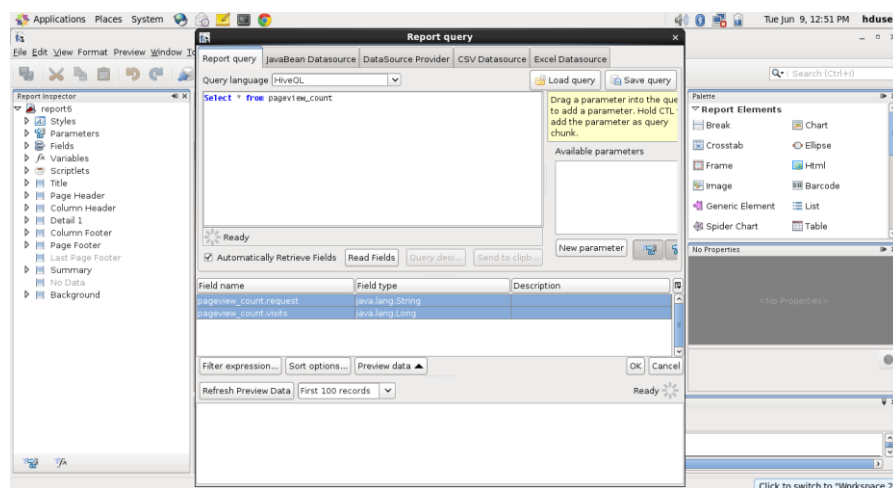 Applications Places System
Tue Jun 9, 12:51 PM hduse
Report query
File Edit View Format Preview Window To
Search (Ctrl+I)
Report Inspector
report6
Styles
Parameters
Fields
Variables
Scriptlets
Title
Page Header
Column Header
Detail 1
Column Footer
Page Footer
Last Page Footer
Summary
No Data
Background
Report query JavaBean Datasource DataSource Provider CSV Datasource Excel Datasource
Query language HiveQL
Load query Save query
Select * from pageview_count
Drag a parameter into the que
to add a parameter. Hold CTL
add the parameter as query
chunk.
Available parameters
New parameter
Ready
Automatically Retrieve Fields Read Fields Query desi... Send to clipb...
Field name Field type Description
pageview_count.request java.lang.String
pageview_count.visits java.lang.Long
Filter expression... Sort options... Preview data OK Cancel
Refresh Preview Data First 100 records Ready
Palette
Report Elements
Break Chart
Crosstab Ellipse
Frame Html
Image Barcode
Generic Element List
Spider Chart Table
No Properties
<No Properties>
Click to switch to "Workspace 2